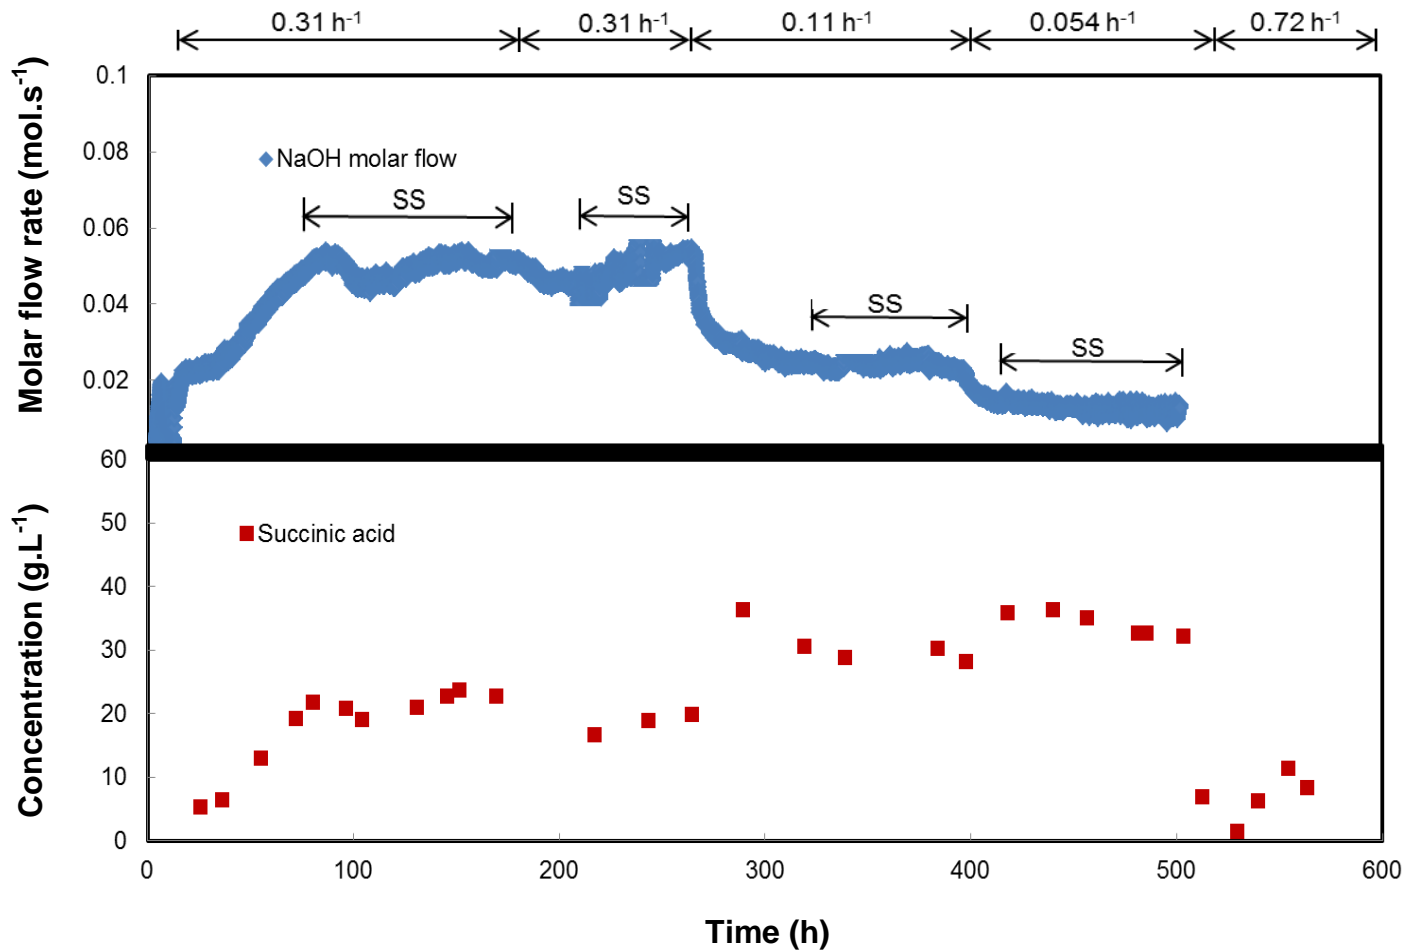 0.31 h-1 0.31 h-1 0.11 h-1 0.054 h-1 0.72 h-1
Molar flow rate (mol.s-1)
0.1
0.08
0.06
0.04
0.02
NaOH molar flow
SS
SS
SS
SS
Concentration (g.L-1)
60
50
40
30
20
10
0
Succinic acid
0 100 200 300 400 500 600
Time (h)